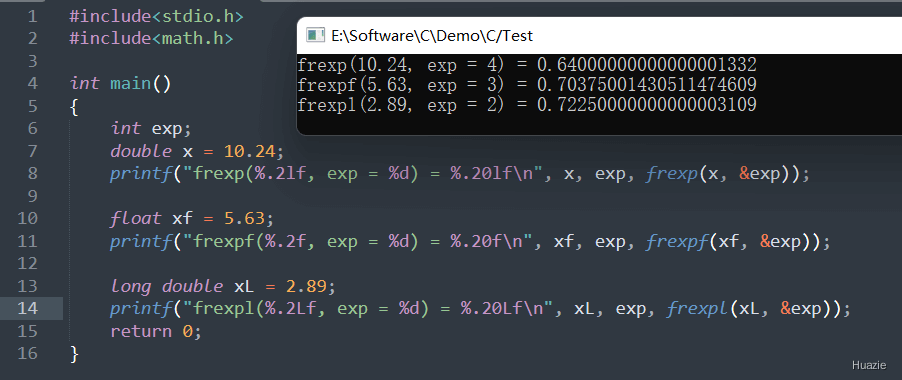 #include<stdio.h>
#include<math.h>
E:\Software\C\Demo\C/Test
frexp(10.24, exp = 4) = 0.64000000000000001332
frexpf(5.63, exp = 3) = 0.70375001430511474609
frexpl(2.89, exp = 2) = 0.72250000000000003109
1
2
3
4 int main()
5 {
6 int exp;
7 double x = 10.24;
8 printf("frexp(%.2lf, exp = %d) = %.20lf\n", x, exp, frexp(x, &exp));
9
10 float xf = 5.63;
11 printf("frexpf(%.2f, exp = %d) = %.20f\n", xf, exp, frexpf(xf, &exp));
12
13 long double xL = 2.89;
14 printf("frexpl(%.2Lf, exp = %d) = %.20Lf\n", xL, exp, frexpl(xL, &exp));
15 return 0;
16 }
Huazie